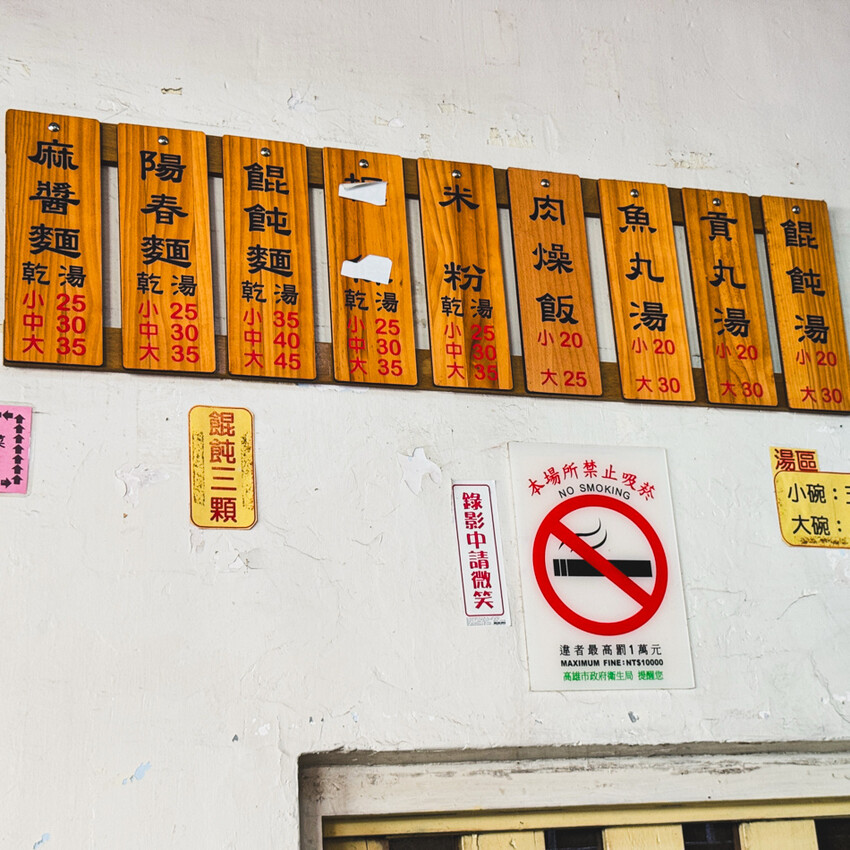 麻醬麵
乾 湯
小 25
中 30
大 35
陽春麵
乾 湯
小 25
中 30
大 35
餛飩麵
乾 湯
小 35
中 40
大 45
乾 湯
小 25
中 30
大 35
米粉
乾 湯
小 25
中 30
大 35
肉燥飯
小 20
大 25
魚丸湯
小 20
大 30
貢丸湯
小 20
大 30
餛飩湯
小 20
大 30
菜
餛飩三顆
錄影中請微笑
本場所禁止吸菸
NO SMOKING
違者最高罰1萬元
MAXIMUM FINE:NT$10000
高雄市政府衛生局 提醒您
湯區
小碗：
大碗：